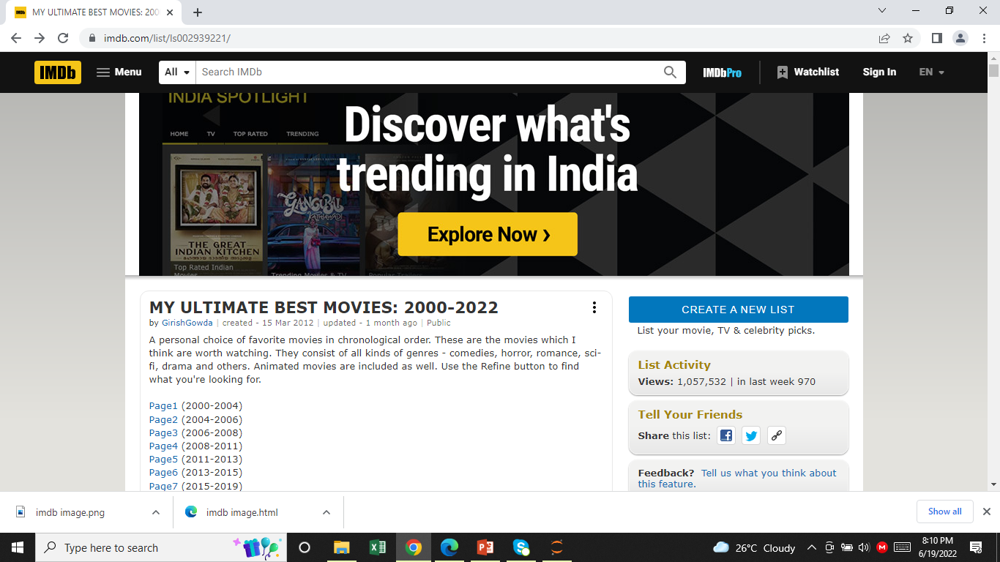 MY ULTIMATE BEST MOVIES: 200
imdb.com/list/ls002939221/
IMDb
Menu
All
Search IMDb
IMDbPro
Watchlist
Sign In
EN
INDIA SPOTLIGHT
HOME TV TOP RATED TRENDING
Discover what's
trending in India
GANGUBAI
KATHIAWADI
THE GREAT
INDIAN KITCHEN
Top Rated Indian
Movies
Trending Movies & TV
Popular Trailers
Explore Now ❯
MY ULTIMATE BEST MOVIES: 2000-2022
by GirishGowda | created - 15 Mar 2012 | updated - 1 month ago | Public
A personal choice of favorite movies in chronological order. These are the movies which I
think are worth watching. They consist of all kinds of genres - comedies, horror, romance, sci-
fi, drama and others. Animated movies are included as well. Use the Refine button to find
what you're looking for.
Page1 (2000-2004)
Page2 (2004-2006)
Page3 (2006-2008)
Page4 (2008-2011)
Page5 (2011-2013)
Page6 (2013-2015)
Page7 (2015-2019)
CREATE A NEW LIST
List your movie, TV & celebrity picks.
List Activity
Views: 1,057,532 | in last week 970
Tell Your Friends
Share this list:
Feedback? Tell us what you think about
this feature.
imdb image.png
imdb image.html
Show all
Type here to search
26°C Cloudy
8:10 PM
6/19/2022